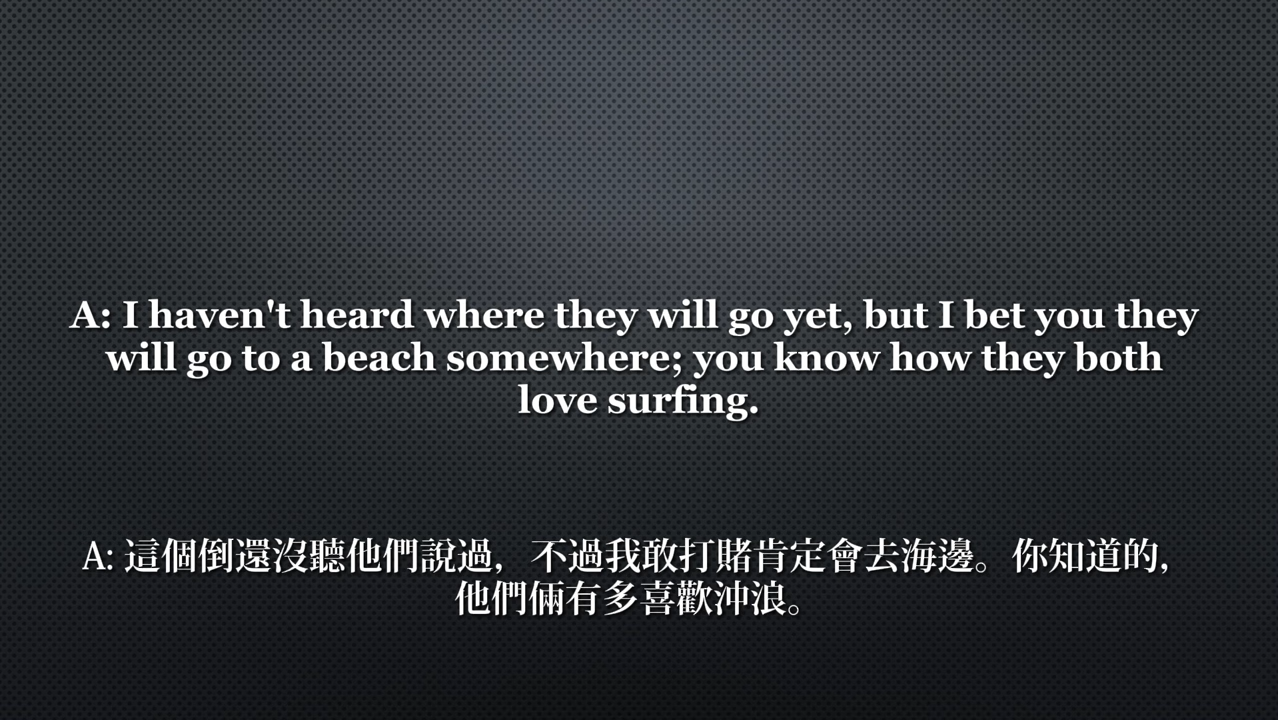 A: I haven't heard where they will go yet, but I bet you they
will go to a beach somewhere; you know how they both
love surfing.
A: 這個倒還沒聽他們說過，不過我敢打賭肯定會去海邊。你知道的，
他們倆有多喜歡沖浪。